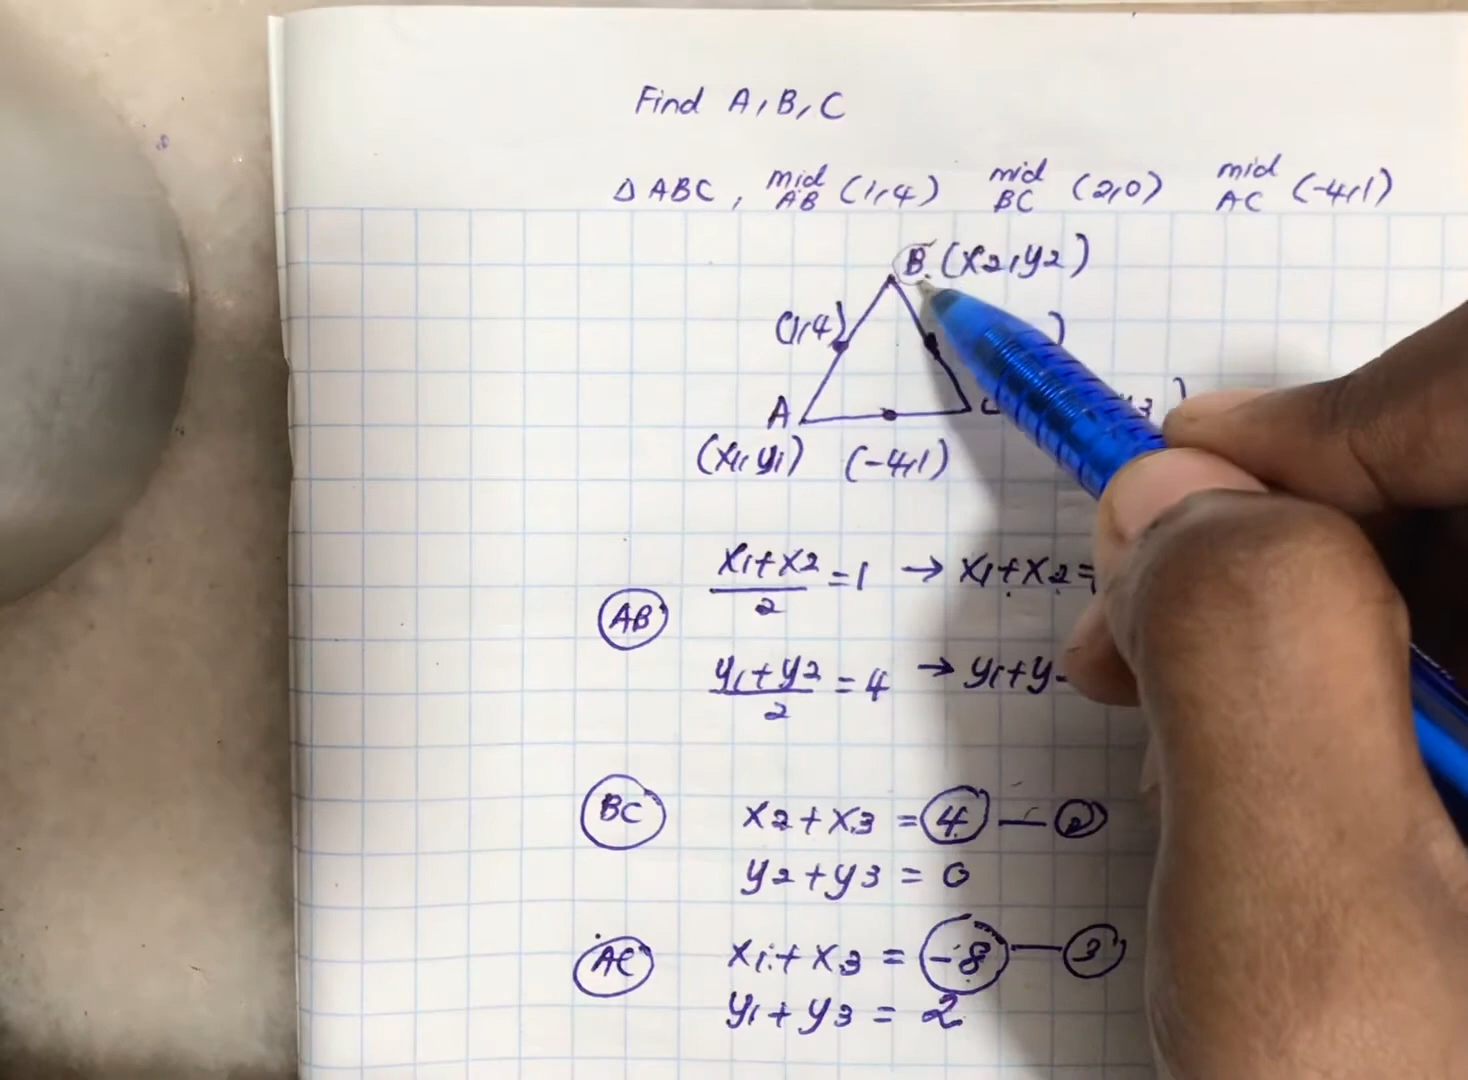 Find A, B, C
Δ ABC, mid AB (1,4) mid BC (2,0) mid AC (-4,1)
B (x2,y2)
(1,4)
)
A
y3)
(x1,y1) (-4,1)
x1+x2/2 = 1 → x1+x2 =
AB
y1+y2/2 = 4 → y1+y
BC x2+x3 = 4 — 2
y2+y3 = 0
AC x1+x3 = -8 — 3
y1+y3 = 2